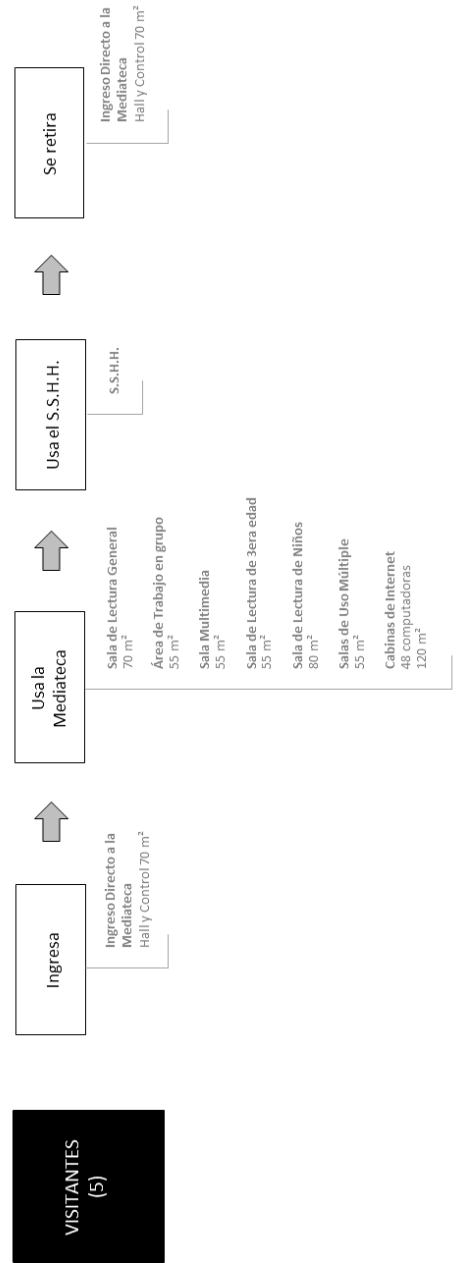 VISITANTES
(5)
Ingresa
Ingreso Directo a la
Mediateca
Hall y Control 70 m²
Usa la
Mediateca
Sala de Lectura General
70 m²
Área de Trabajo en grupo
55 m²
Sala Multimedia
55 m²
Sala de Lectura de 3era edad
55 m²
Sala de Lectura de Niños
80 m²
Salas de Uso Múltiple
55 m²
Cabinas de Internet
48 computadoras
120 m²
Usa el S.S.H.H.
S.S.H.H.
Se retira
Ingreso Directo a la
Mediateca
Hall y Control 70 m²